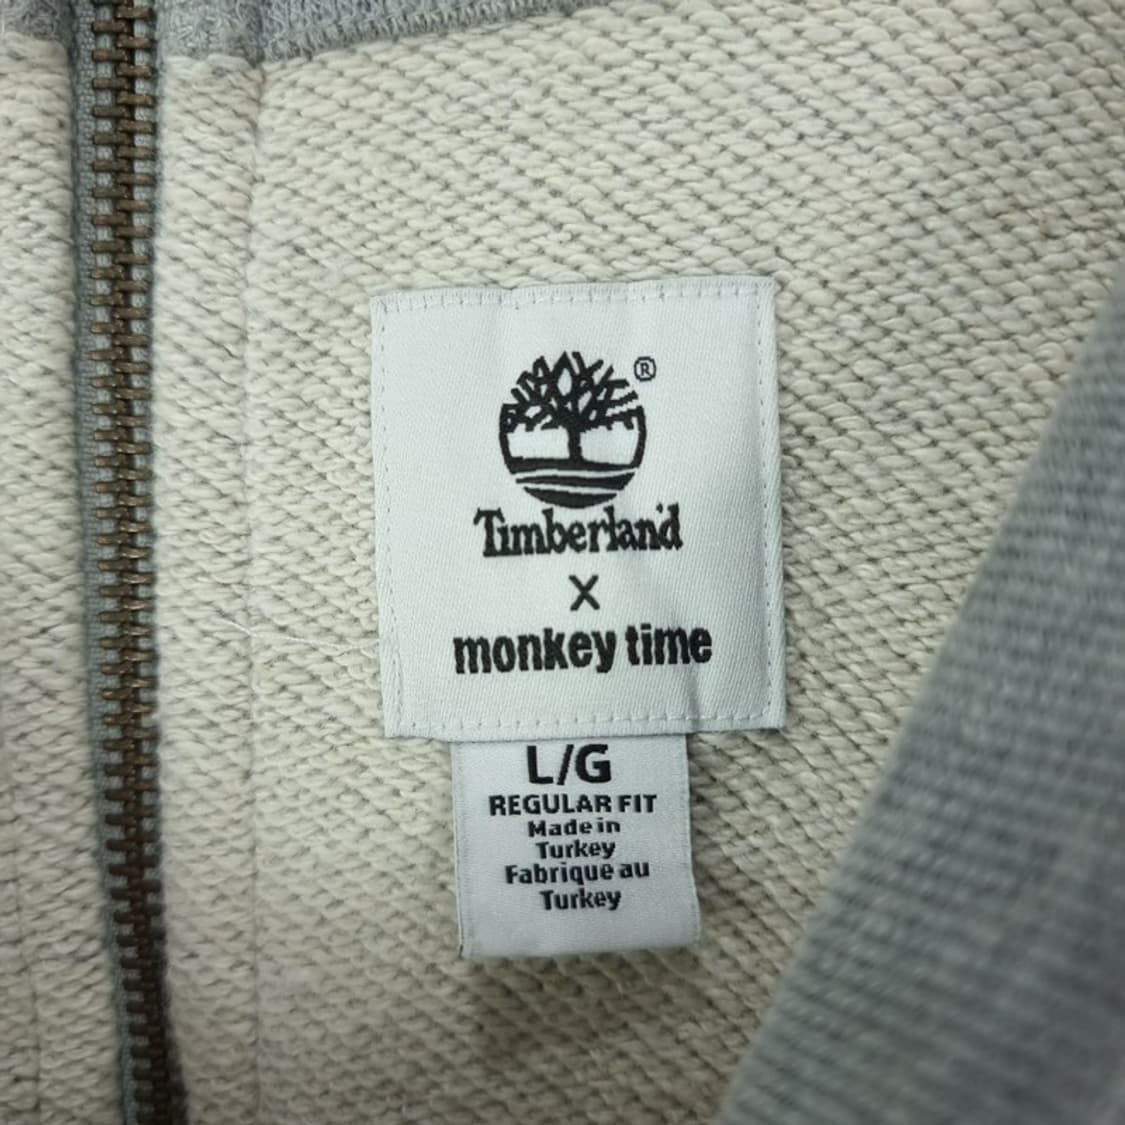 ®
Timberland
X
monkey time
L/G
REGULAR FIT
Made in
Turkey
Fabrique au
Turkey